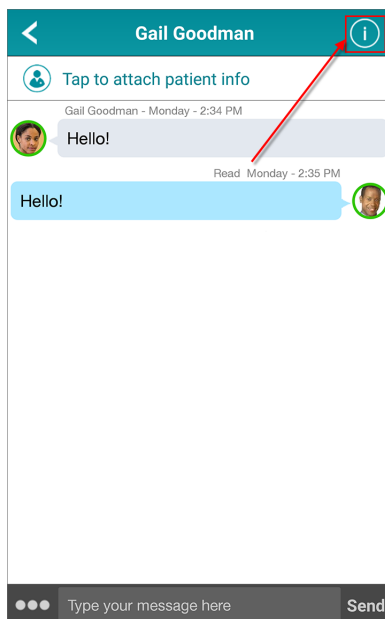 Gail Goodman
Tap to attach patient info
Gail Goodman - Monday - 2:34 PM
Hello!
Read Monday - 2:35 PM
Hello!
Type your message here
Send